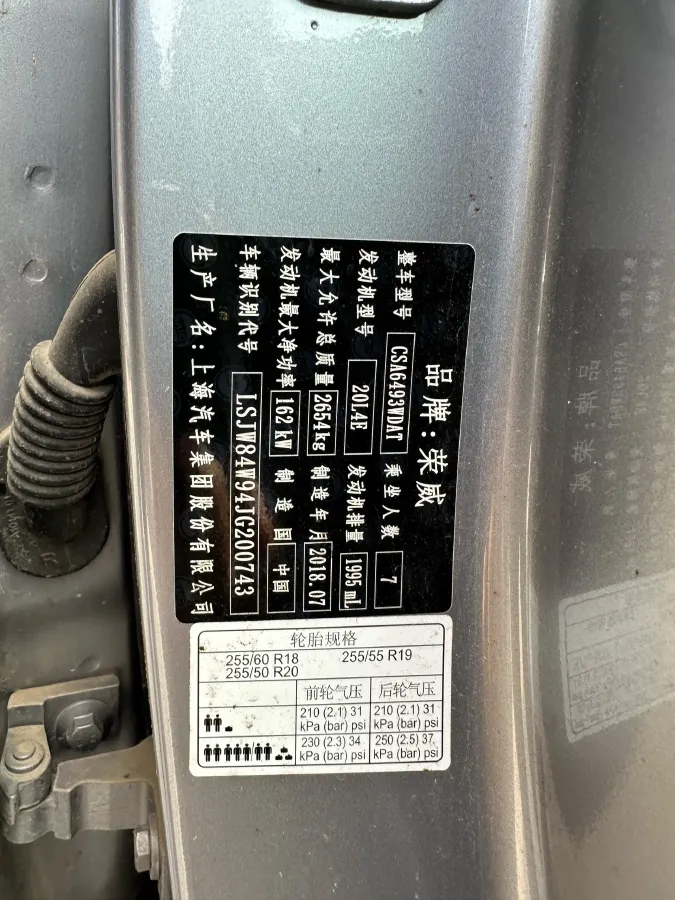 品牌:荣威
整车型号 CSA6493WDAT 乘坐人数 7
发动机型号 20L4E 发动机排量 1995 mL
最大允许总质量 2654kg 制造年月 2018.07
发动机最大净功率 162 kW 制造国 中国
车辆识别代号 LSJW84W94JG200743
生产厂名:上海汽车集团股份有限公司
轮胎规格
255/60 R18 255/55 R19
255/50 R20
前轮气压 后轮气压
210 (2.1) 31 210 (2.1) 31
kPa (bar) psi kPa (bar) psi
230 (2.3) 34 250 (2.5) 37
kPa (bar) psi kPa (bar) psi